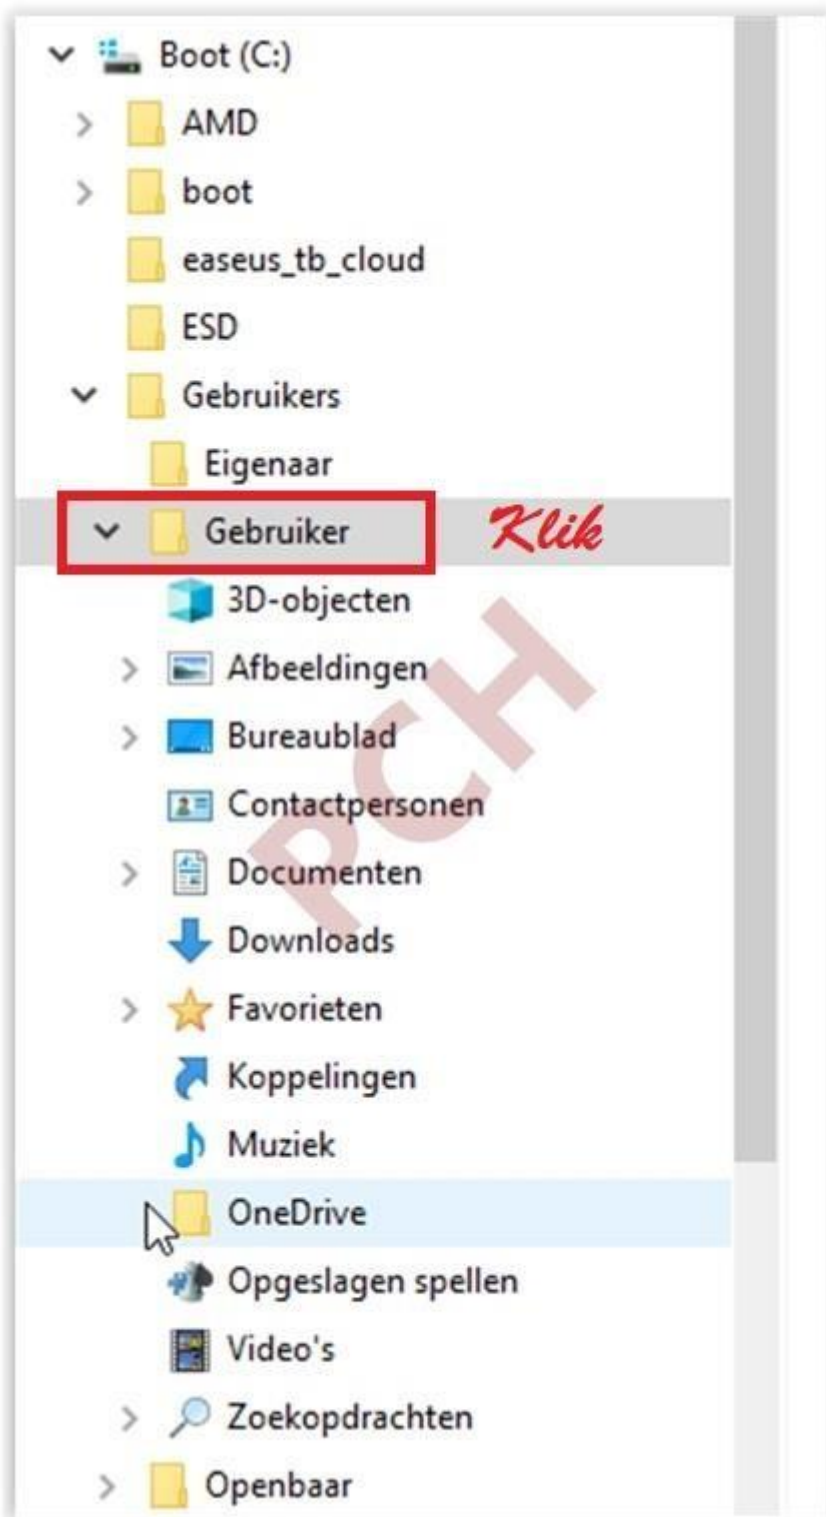 Boot (C:)
AMD
boot
easeus_tb_cloud
ESD
Gebruikers
Eigenaar
Gebruiker Klik
3D-objecten
Afbeeldingen
Bureaublad
Contactpersonen
Documenten
Downloads
Favorieten
Koppelingen
Muziek
OneDrive
Opgeslagen spellen
Video's
Zoekopdrachten
Openbaar
PCH